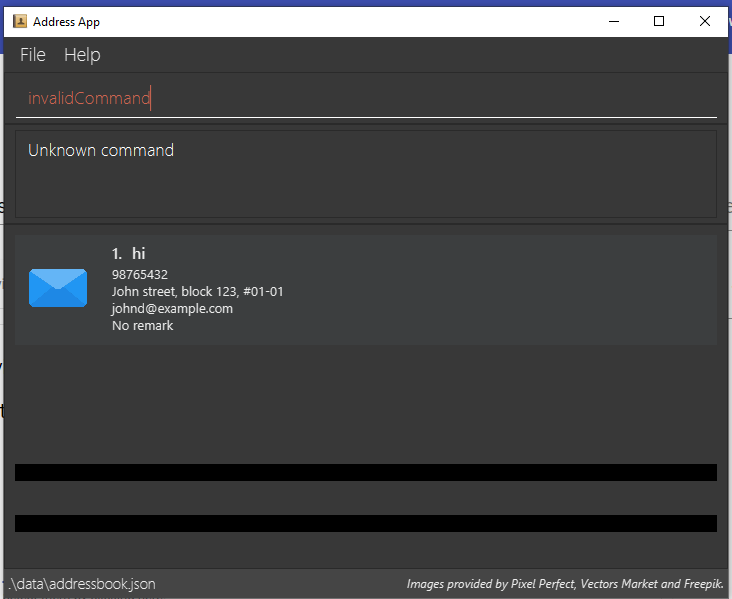 Address App
File Help
invalidCommand
Unknown command
1. hi
98765432
John street, block 123, #01-01
johnd@example.com
No remark
.\data\addressbook.json
Images provided by Pixel Perfect, Vectors Market and Freepik.